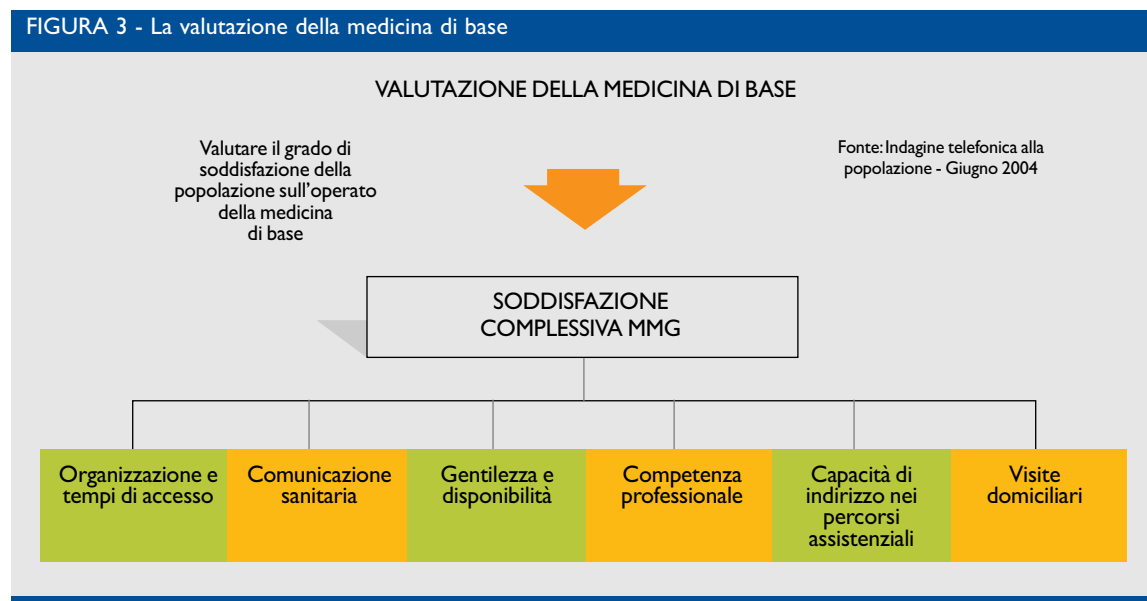 FIGURA 3 - La valutazione della medicina di base
VALUTAZIONE DELLA MEDICINA DI BASE
Valutare il grado di
soddisfazione della
popolazione sull'operato
della medicina
di base
Fonte: Indagine telefonica alla
popolazione - Giugno 2004
SODDISFAZIONE
COMPLESSIVA MMG
Organizzazione e
tempi di accesso
Comunicazione
sanitaria
Gentilezza e
disponibilità
Competenza
professionale
Capacità di
indirizzo nei
percorsi
assistenziali
Visite
domiciliari